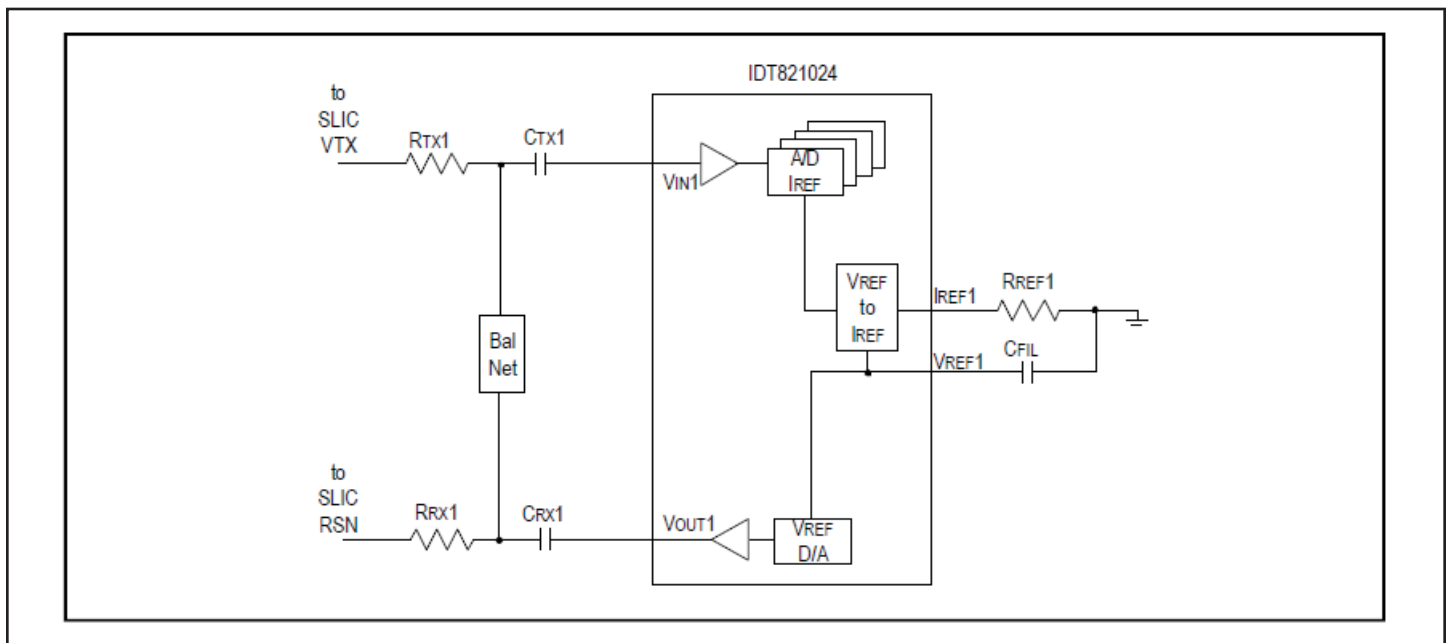 IDT821024
to
SLIC
VTX
RTX1
CTX1
VIN1
A/D
IREF
VREF
to
IREF
IREF1
RREF1
VREF1
CFIL
Bal
Net
to
SLIC
RSN
RRX1
CRX1
VOUT1
VREF
D/A